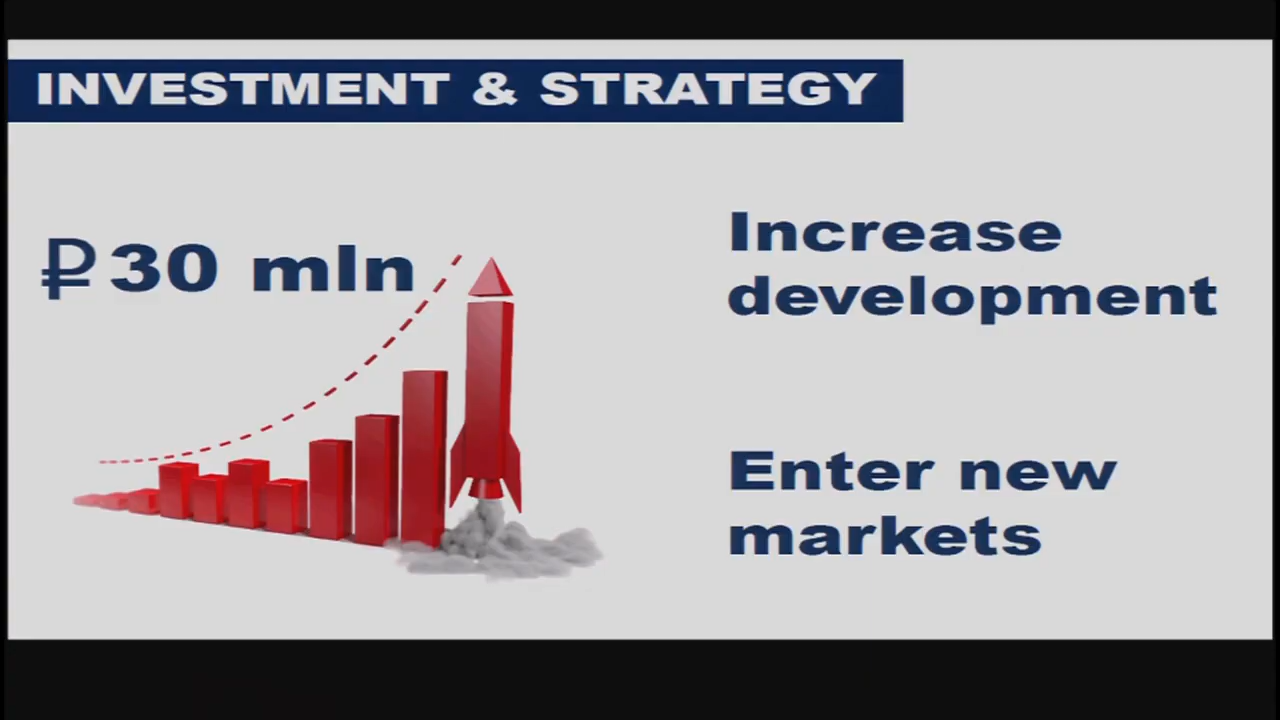 INVESTMENT & STRATEGY
₽30 mln
Increase
development
Enter new
markets